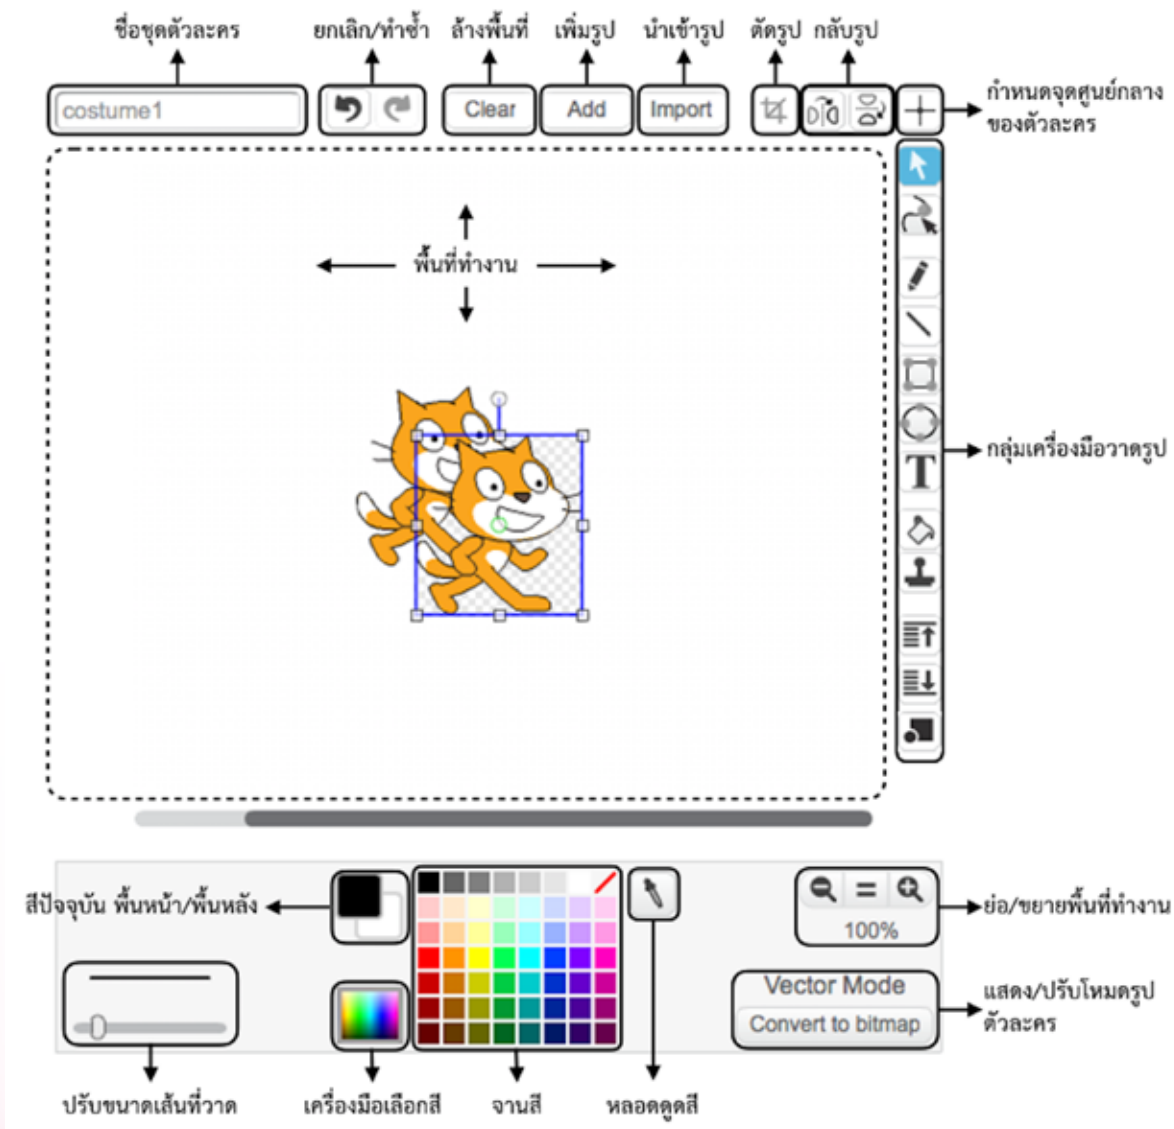 ชื่อชุดตัวละคร ยกเลิก/ทำซ้ำ ล้างพื้นที่ เพิ่มรูป นำเข้ารูป ตัดรูป กลับรูป
costume1 Clear Add Import
กำหนดจุดศูนย์กลาง
ของตัวละคร
พื้นที่ทำงาน
กลุ่มเครื่องมือวาดรูป
T
สีปัจจุบัน พื้นหน้า/พื้นหลัง
100%
ย่อ/ขยายพื้นที่ทำงาน
Vector Mode
Convert to bitmap
แสดง/ปรับโหมดรูป
ตัวละคร
ปรับขนาดเส้นที่วาด เครื่องมือเลือกสี จานสี หลอดดูดสี